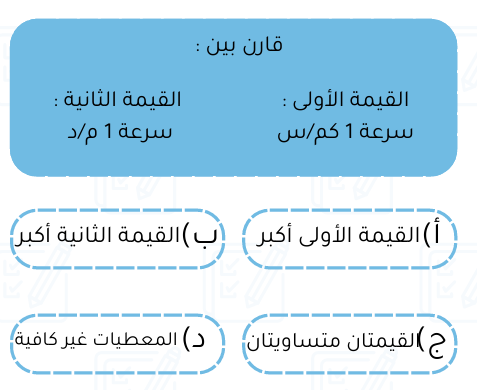 قارن بين :
القيمة الأولى :
سرعة 1 كم/س
القيمة الثانية :
سرعة 1 م/د
أ)القيمة الأولى أكبر
ب)القيمة الثانية أكبر
ج)القيمتان متساويتان
د) المعطيات غير كافية